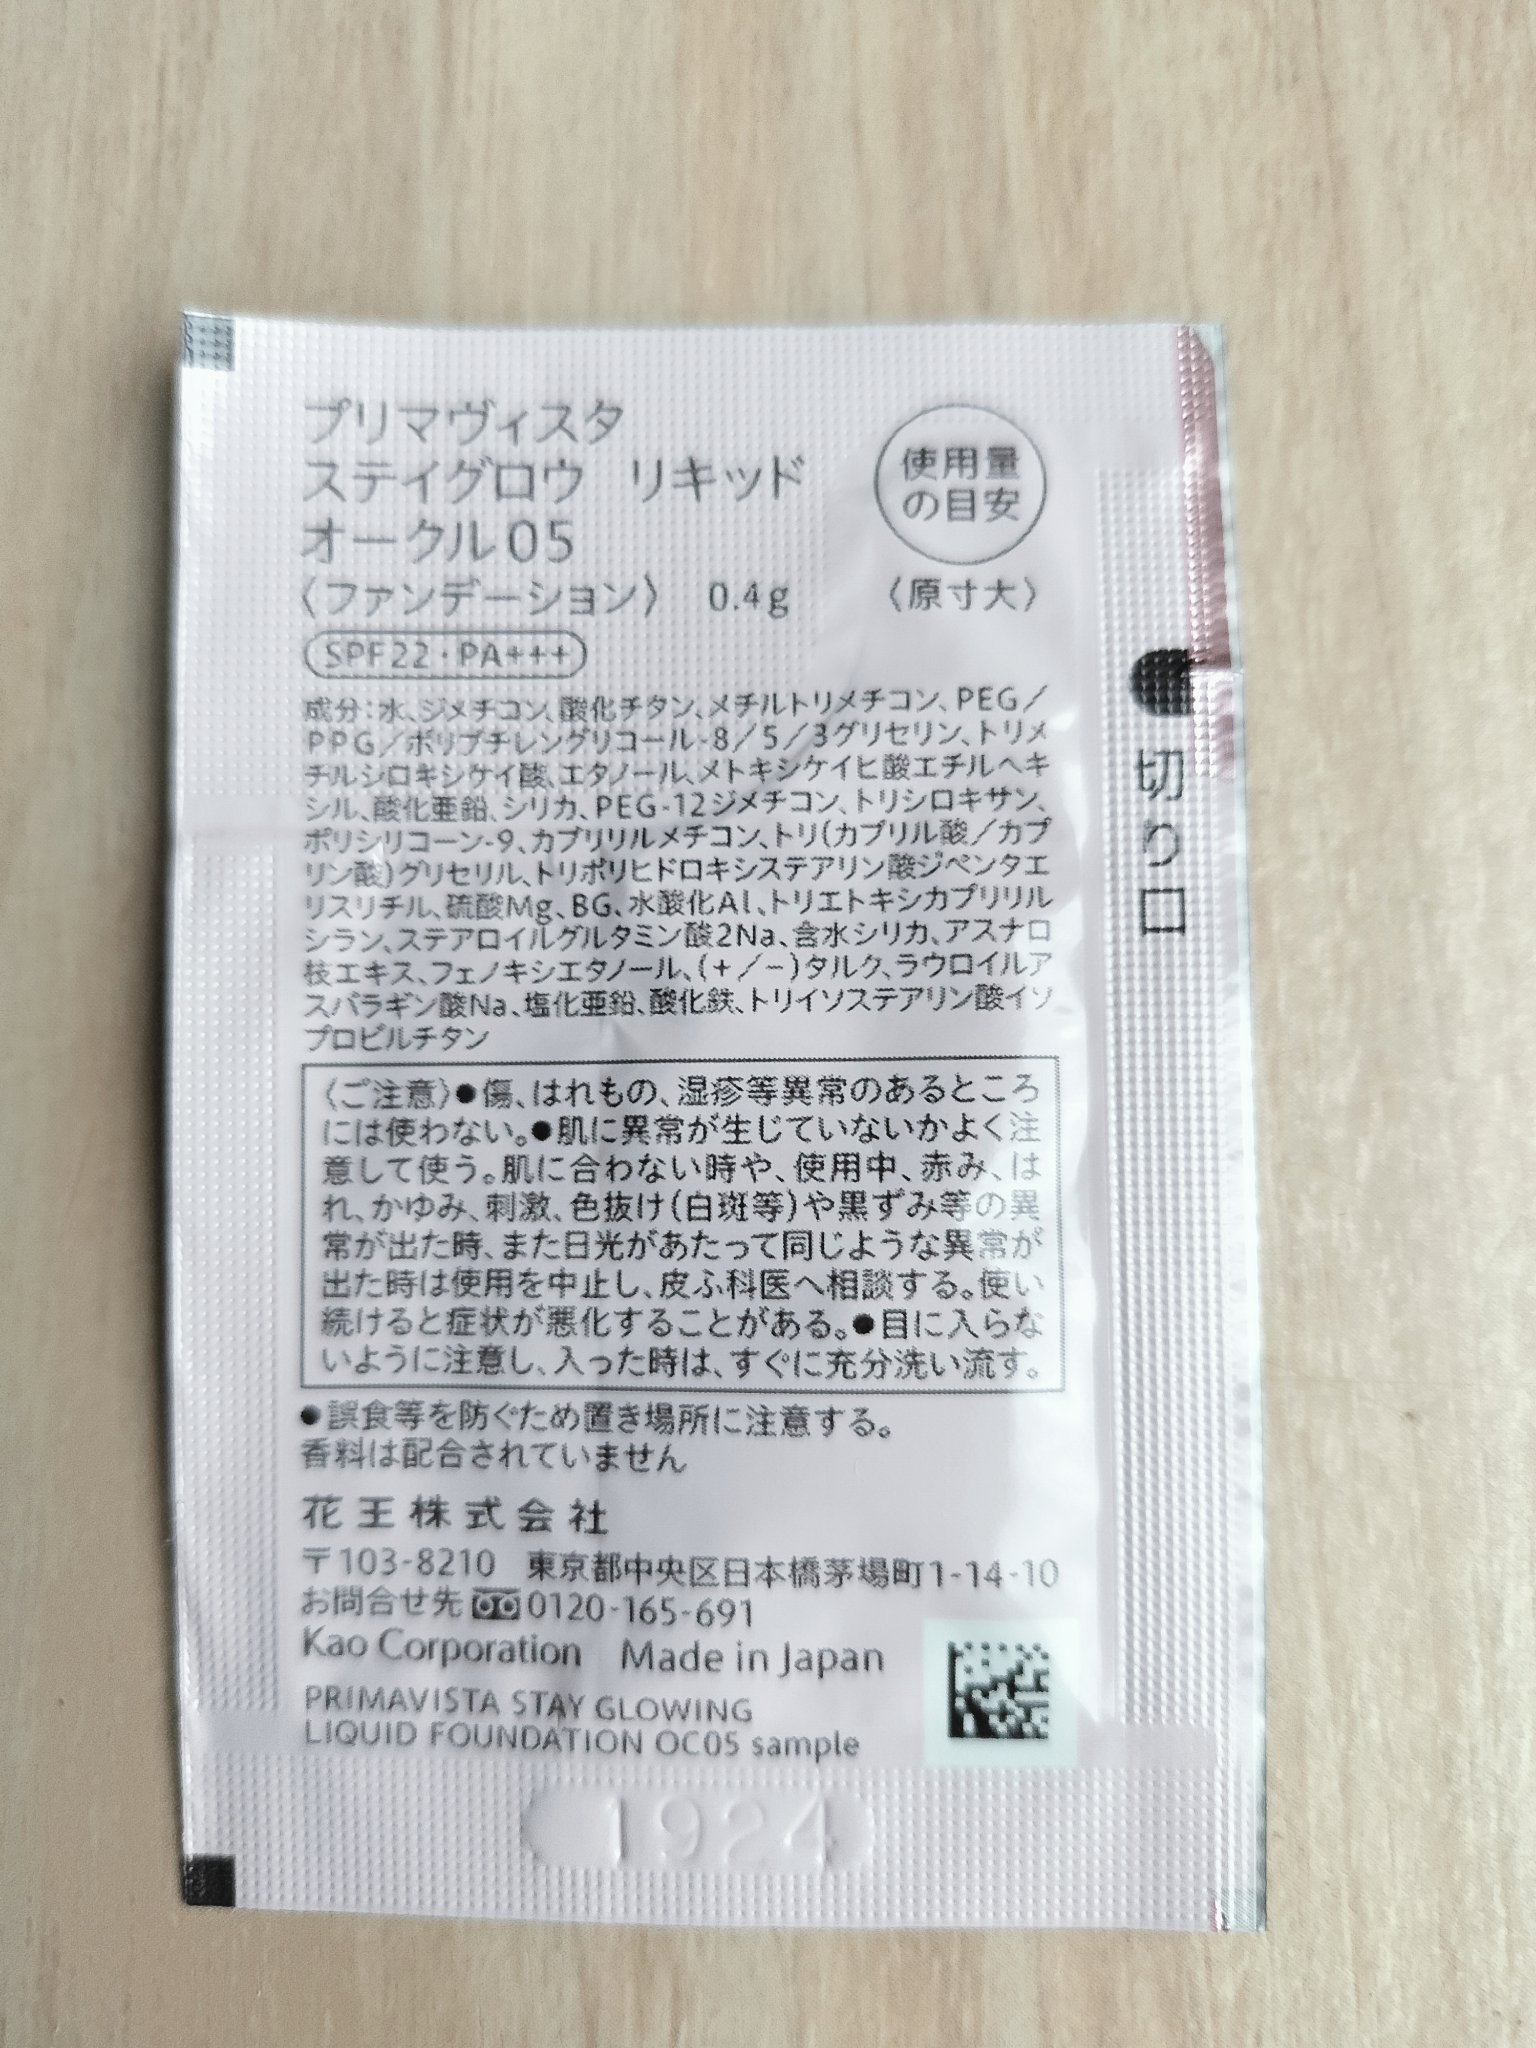 プリマヴィスタ
ステイグロウ リキッド
オークル05
〈ファンデーション〉 0.4g
SPF22・PA+++
使用量
の目安
〈原寸大〉
成分：水、ジメチコン、酸化チタン、メチルトリメチコン、PEG／
PPG／ポリブチレングリコール-8／5／3グリセリン、トリメ
チルシロキシケイ酸、エタノール、メトキシケイヒ酸エチルヘキ
シル、酸化亜鉛、シリカ、PEG-12ジメチコン、トリシロキサン、
ポリシリコーン-9、カプリリルメチコン、トリ(カプリル酸／カプ
リン酸)グリセリル、トリポリヒドロキシステアリン酸ジペンタエ
リスリチル、硫酸Mg、BG、水酸化Al、トリエトキシカプリリル
シラン、ステアロイルグルタミン酸2Na、含水シリカ、アスナロ
枝エキス、フェノキシエタノール、(+／−)タルク、ラウロイルア
スパラギン酸Na、塩化亜鉛、酸化鉄、トリイソステアリン酸イソ
プロピルチタン
〈ご注意〉●傷、はれもの、湿疹等異常のあるところ
には使わない。●肌に異常が生じていないかよく注
意して使う。肌に合わない時や、使用中、赤み、は
れ、かゆみ、刺激、色抜け(白斑等)や黒ずみ等の異
常が出た時、また日光があたって同じような異常が
出た時は使用を中止し、皮ふ科医へ相談する。使い
続けると症状が悪化することがある。●目に入らな
いように注意し、入った時は、すぐに充分洗い流す。
●誤食等を防ぐため置き場所に注意する。
香料は配合されていません
花王株式会社
〒103-8210 東京都中央区日本橋茅場町1-14-10
お問合せ先 0120-165-691
Kao Corporation Made in Japan
PRIMAVISTA STAY GLOWING
LIQUID FOUNDATION OC05 sample
1924
切り口